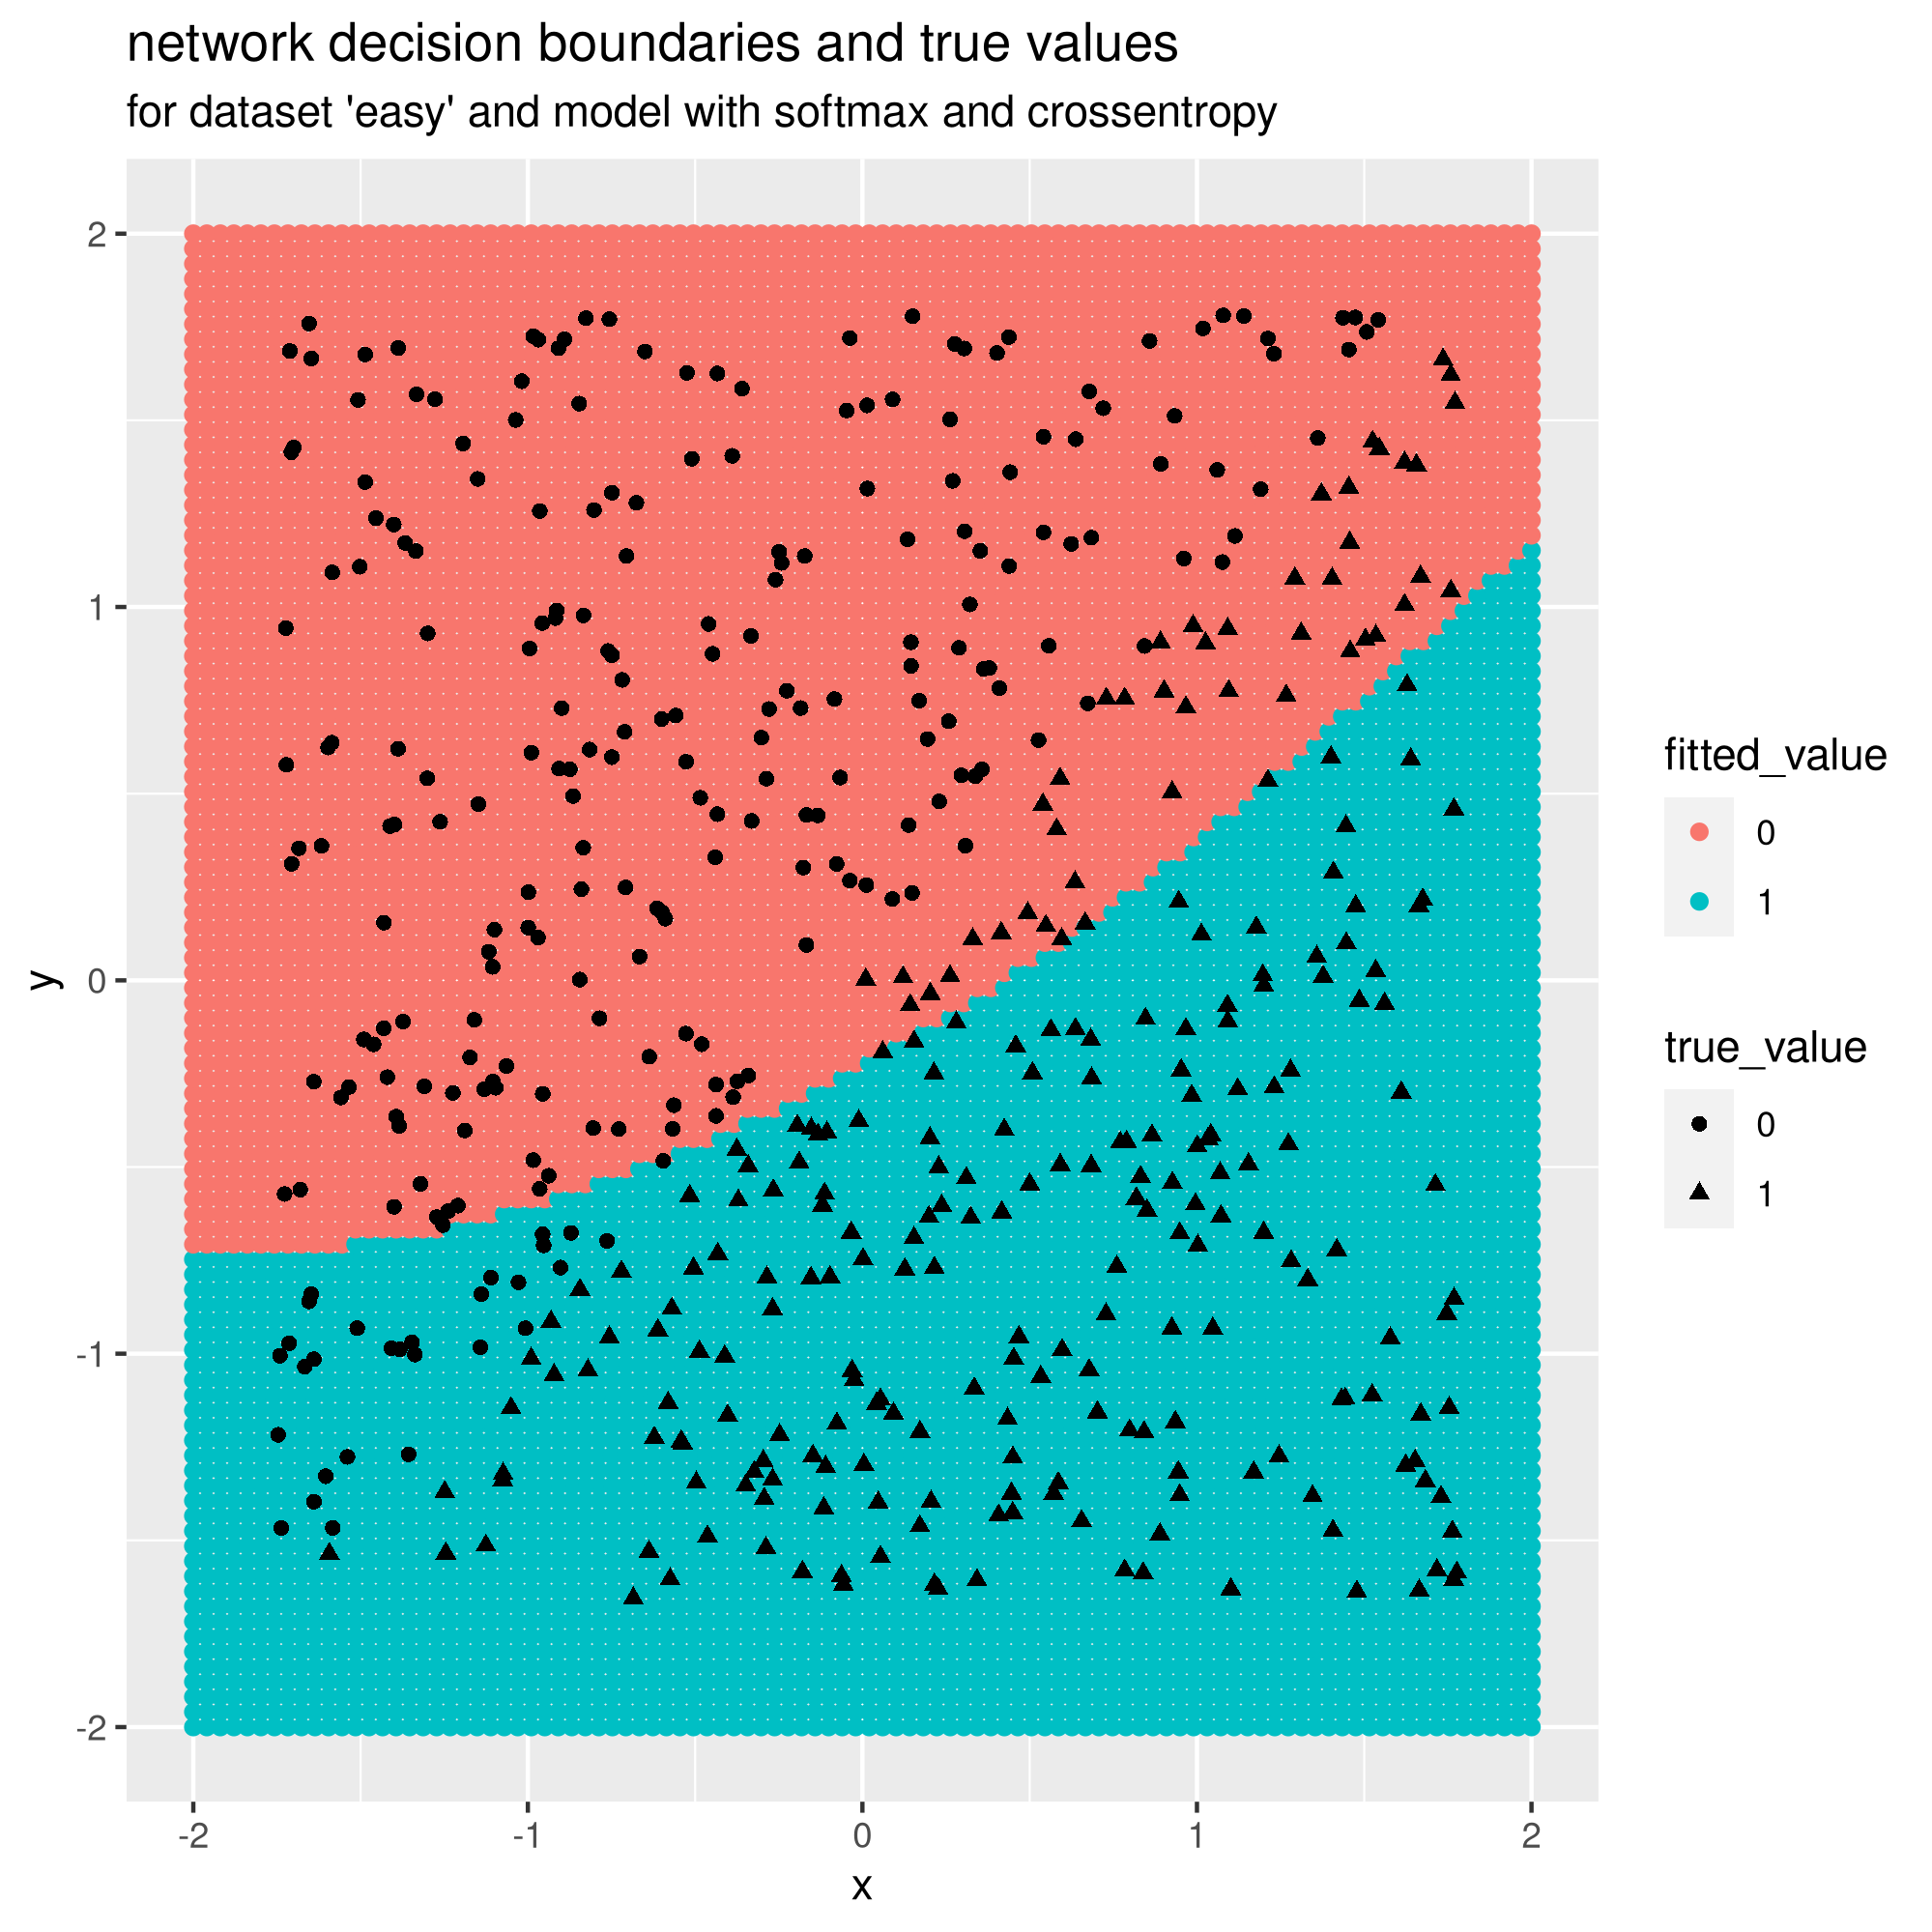 network decision boundaries and true values
for dataset 'easy' and model with softmax and crossentropy
2
1
0
-1
-2
y
-2
-1
0
1
2
x
fitted_value
0
1
true_value
0
1